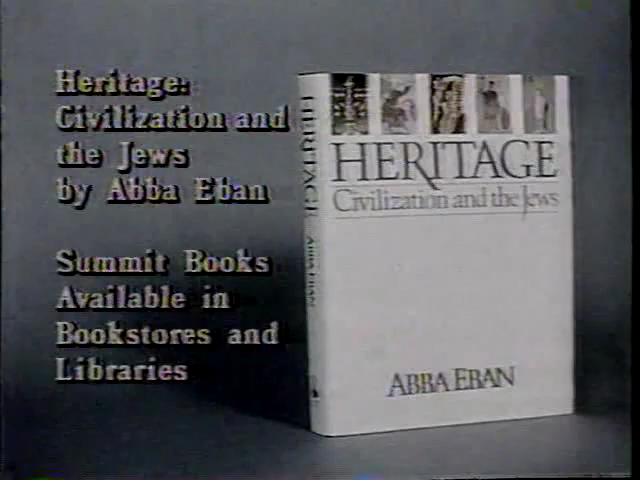 Heritage:
Civilization and
the Jews
by Abba Eban
Summit Books
Available in
Bookstores and
Libraries
HERITAGE
Civilization and the Jews
ABBA EBAN
HERITAGE
ABBA EBAN